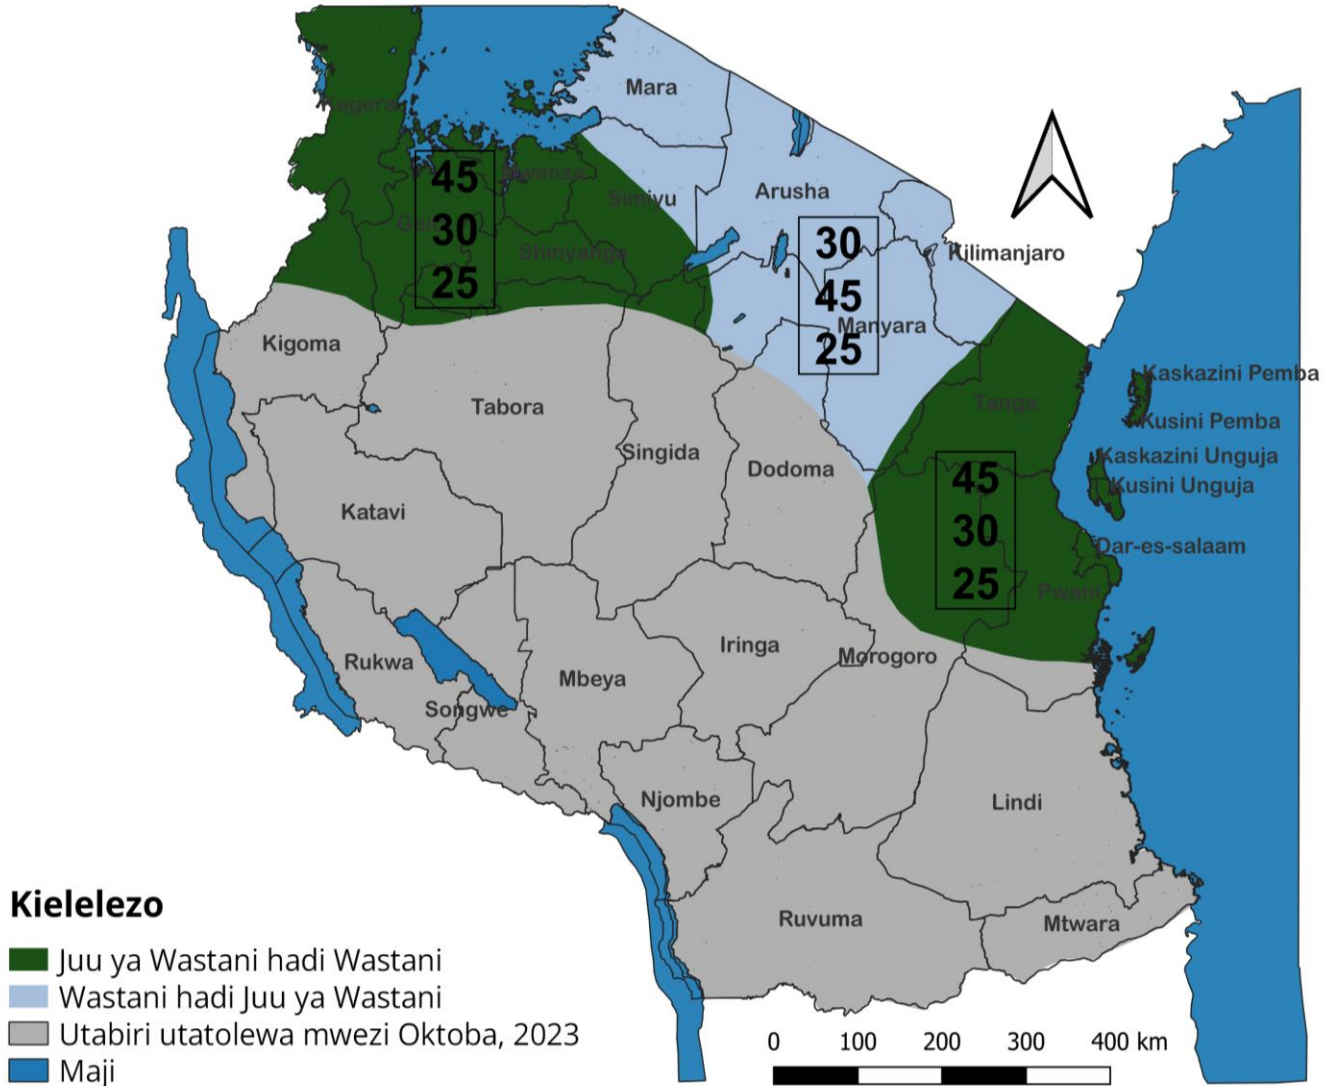 Mara
Kagera
Mwanza
Simiyu
Arusha
45
30
25
Geita
Shinyanga
30
45
25
Kilimanjaro
Manyara
Kigoma
Tabora
Singida
Dodoma
Tanga
Kaskazini Pemba
Kusini Pemba
Kaskazini Unguja
Kusini Unguja
45
30
25
Katavi
Dar-es-salaam
Pwani
Rukwa
Songwe
Mbeya
Iringa
Morogoro
Njombe
Lindi
Ruvuma
Mtwara
Kielelezo
Juu ya Wastani hadi Wastani
Wastani hadi Juu ya Wastani
Utabiri utatolewa mwezi Oktoba, 2023
Maji
0 100 200 300 400 km